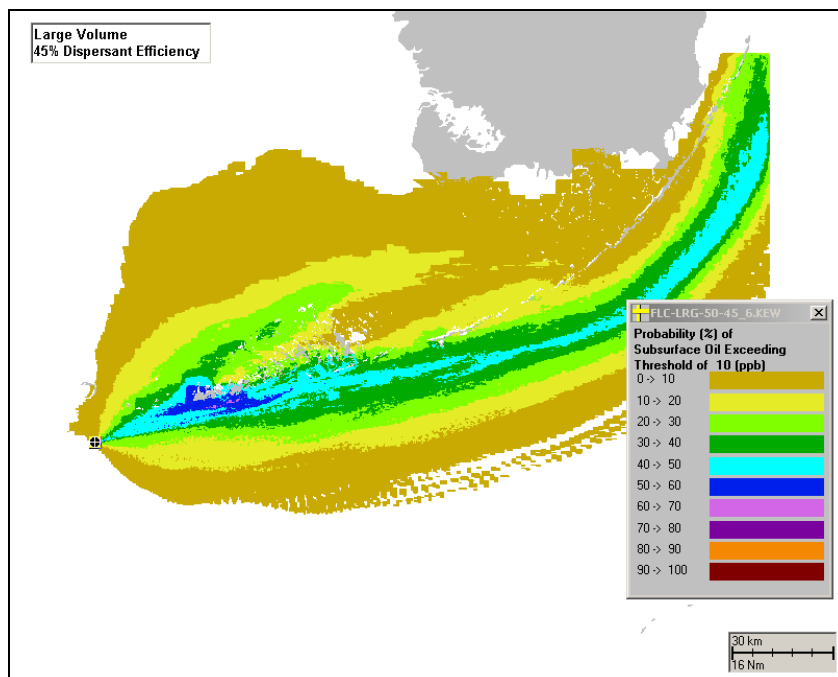 Large Volume
45% Dispersant Efficiency
FLC-LRG-50-45_6.KEW
Probability (%) of
Subsurface Oil Exceeding
Threshold of 10 (ppb)
0 -> 10
10 -> 20
20 -> 30
30 -> 40
40 -> 50
50 -> 60
60 -> 70
70 -> 80
80 -> 90
90 -> 100
30 km
16 Nm